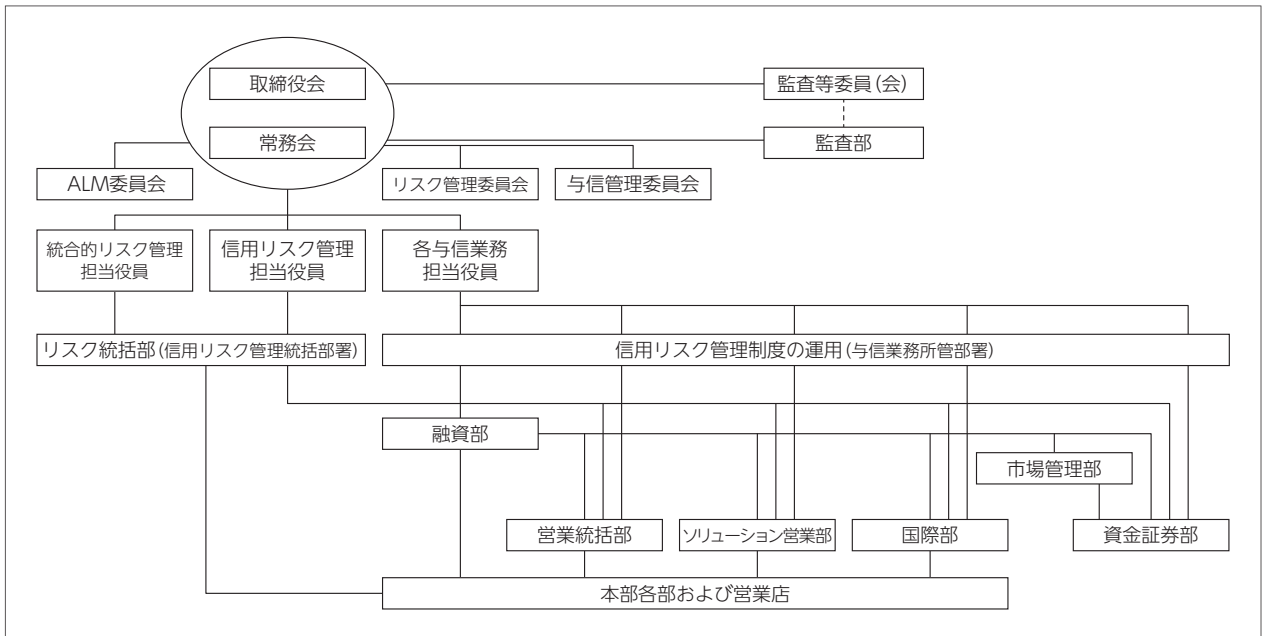 取締役会
監査等委員(会)
常務会
監査部
ALM委員会
リスク管理委員会
与信管理委員会
統合的リスク管理
担当役員
信用リスク管理
担当役員
各与信業務
担当役員
リスク統括部(信用リスク管理統括部署)
信用リスク管理制度の運用(与信業務所管部署)
融資部
市場管理部
営業統括部
ソリューション営業部
国際部
資金証券部
本部各部および営業店